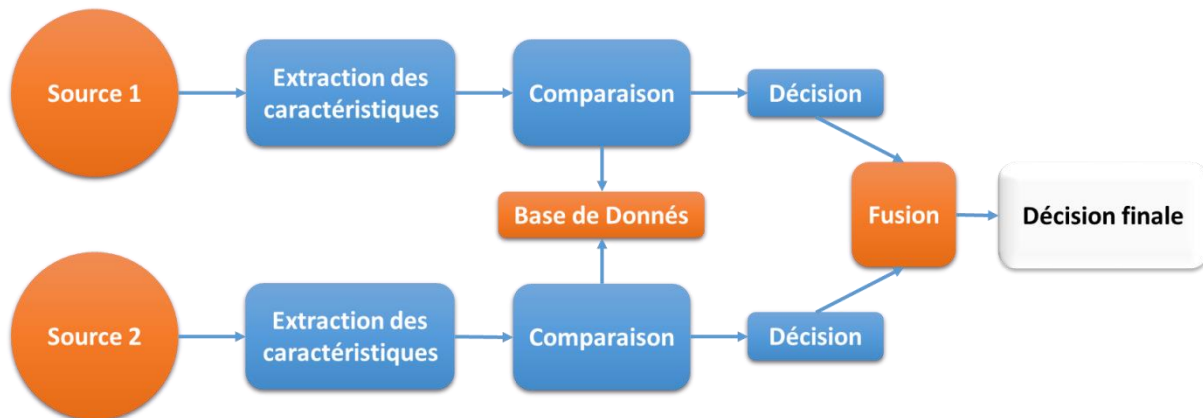 Source 1
Extraction des
caractéristiques
Comparaison
Décision
Base de Donnés
Fusion
Décision finale
Source 2
Extraction des
caractéristiques
Comparaison
Décision